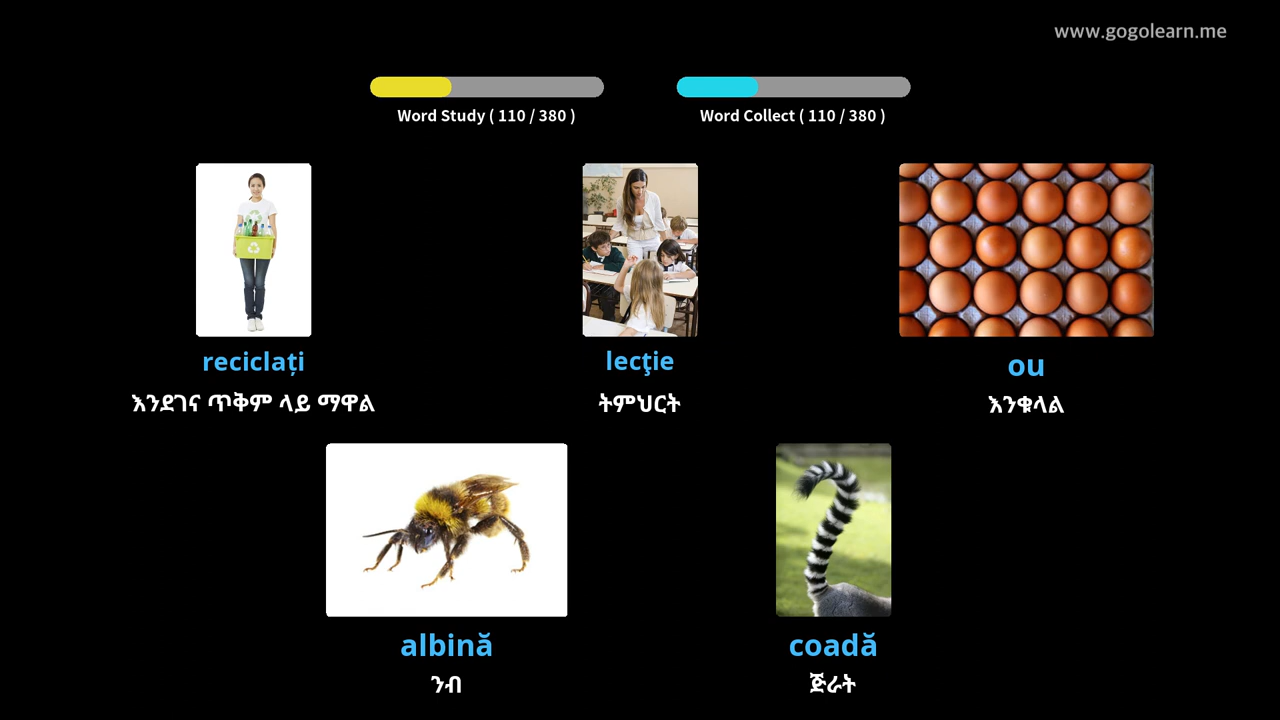 www.gogolearn.me
Word Study ( 110 / 380 )
Word Collect ( 110 / 380 )
reciclați
lecţie
ou
እንደገና ጥቅም ላይ ማዋል
ትምህርት
እንቁላል
albină
coadă
ንብ
ጅራት